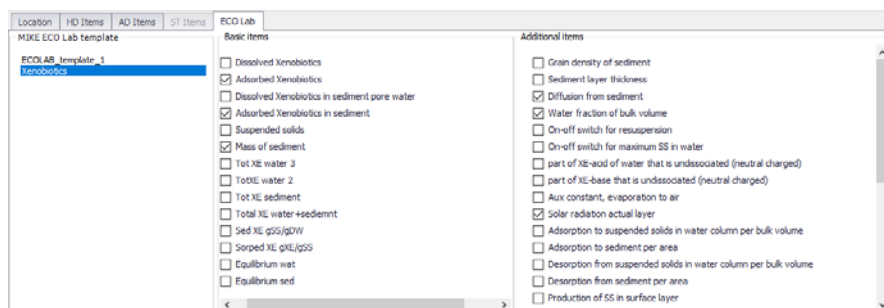 Location HD Items AD Items ST Items ECO Lab
MIKE ECO Lab template
ECOLAB_template_1
Xenobiotics
Basic items
Dissolved Xenobiotics
Adsorbed Xenobiotics
Dissolved Xenobiotics in sediment pore water
Adsorbed Xenobiotics in sediment
Suspended solids
Mass of sediment
Tot XE water 3
TotXE water 2
Tot XE sediment
Total XE water +sediemnt
Sed XE gSS/gDW
Sorped XE gXE/gSS
Equilibrium wat
Equilibrium sed
Additional items
Grain density of sediment
Sediment layer thickness
Diffusion from sediment
Water fraction of bulk volume
On-off switch for resuspension
On-off switch for maximum SS in water
part of XE-acid of water that is undissociated (neutral charged)
part of XE-base that is undissociated (neutral charged)
Aux constant, evaporation to air
Solar radiation actual layer
Adsorption to suspended solids in water column per bulk volume
Adsorption to sediment per area
Desorption from suspended solids in water column per bulk volume
Desorption from sediment per area
Production of SS in surface layer